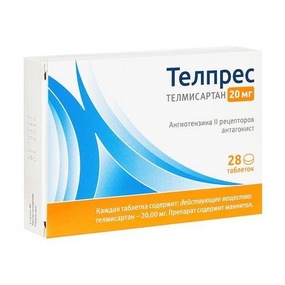 Телпрес
ТЕЛМИСАРТАН 20 мг
Ангиотензина II рецепторов
антагонист
28
таблеток
Каждая таблетка содержит: действующее вещество:
телмисартан – 20,00 мг. Препарат содержит маннитол.